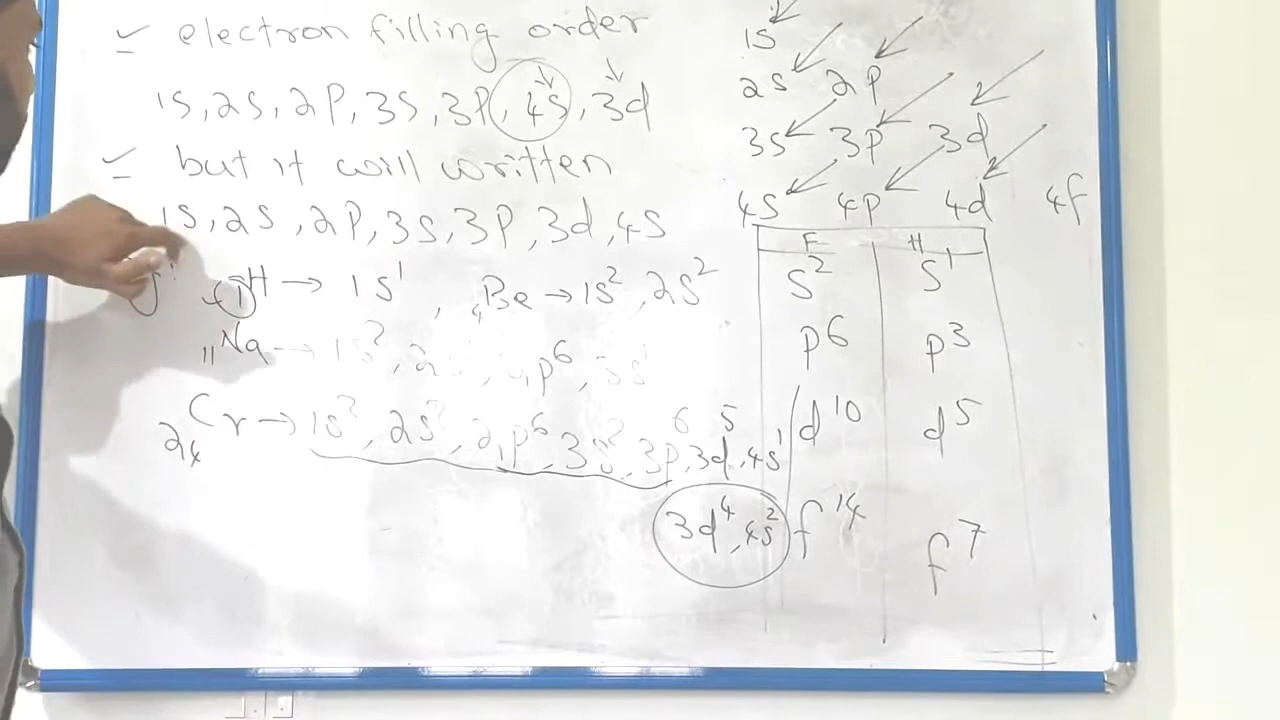 electron filling order
1s, 2s, 2p, 3s, 3p, 4s, 3d
but it will written
1s, 2s, 2p, 3s, 3p, 3d, 4s
₁H → 1s¹, ₄Be → 1s², 2s²
₁₁Na → 1s², 2 p⁶, 3s¹
₂₄Cr → 1s², 2s², 2p⁶, 3s², 3p⁶, 3d⁵, 4s¹
3d⁴, 4s²
1s
2s 2p
3s 3p 3d
4s 4p 4d 4f
F H
s² s¹
p⁶ p³
d¹⁰ d⁵
f¹⁴ f⁷